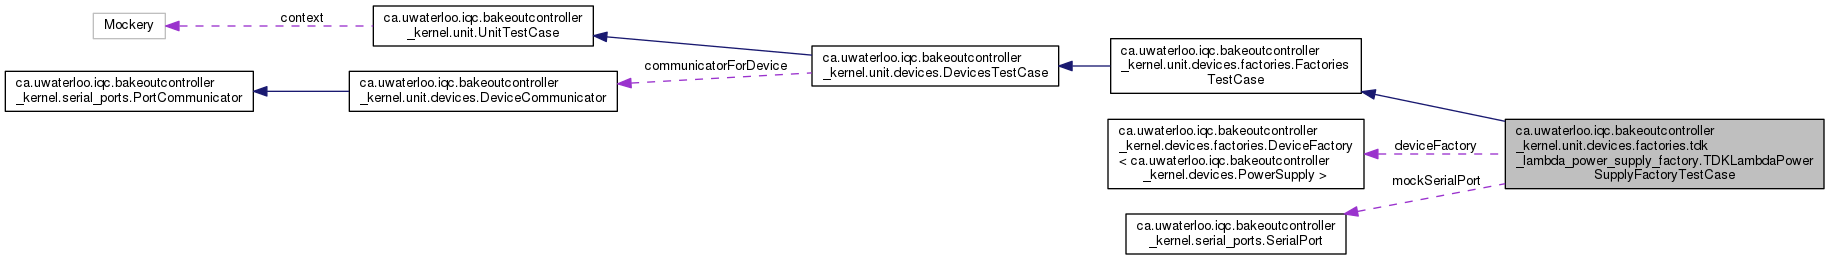 Mockery
context
ca.uwaterloo.iqc.bakeoutcontroller
_kernel.unit.UnitTestCase
ca.uwaterloo.iqc.bakeoutcontroller
_kernel.serial_ports.PortCommunicator
ca.uwaterloo.iqc.bakeoutcontroller
_kernel.unit.devices.DeviceCommunicator
communicatorForDevice
ca.uwaterloo.iqc.bakeoutcontroller
_kernel.unit.devices.DevicesTestCase
ca.uwaterloo.iqc.bakeoutcontroller
_kernel.unit.devices.factories.Factories
TestCase
ca.uwaterloo.iqc.bakeoutcontroller
_kernel.devices.factories.DeviceFactory
< ca.uwaterloo.iqc.bakeoutcontroller
_kernel.devices.PowerSupply >
deviceFactory
mockSerialPort
ca.uwaterloo.iqc.bakeoutcontroller
_kernel.serial_ports.SerialPort
ca.uwaterloo.iqc.bakeoutcontroller
_kernel.unit.devices.factories.tdk
_lambda_power_supply_factory.TDKLambdaPower
SupplyFactoryTestCase